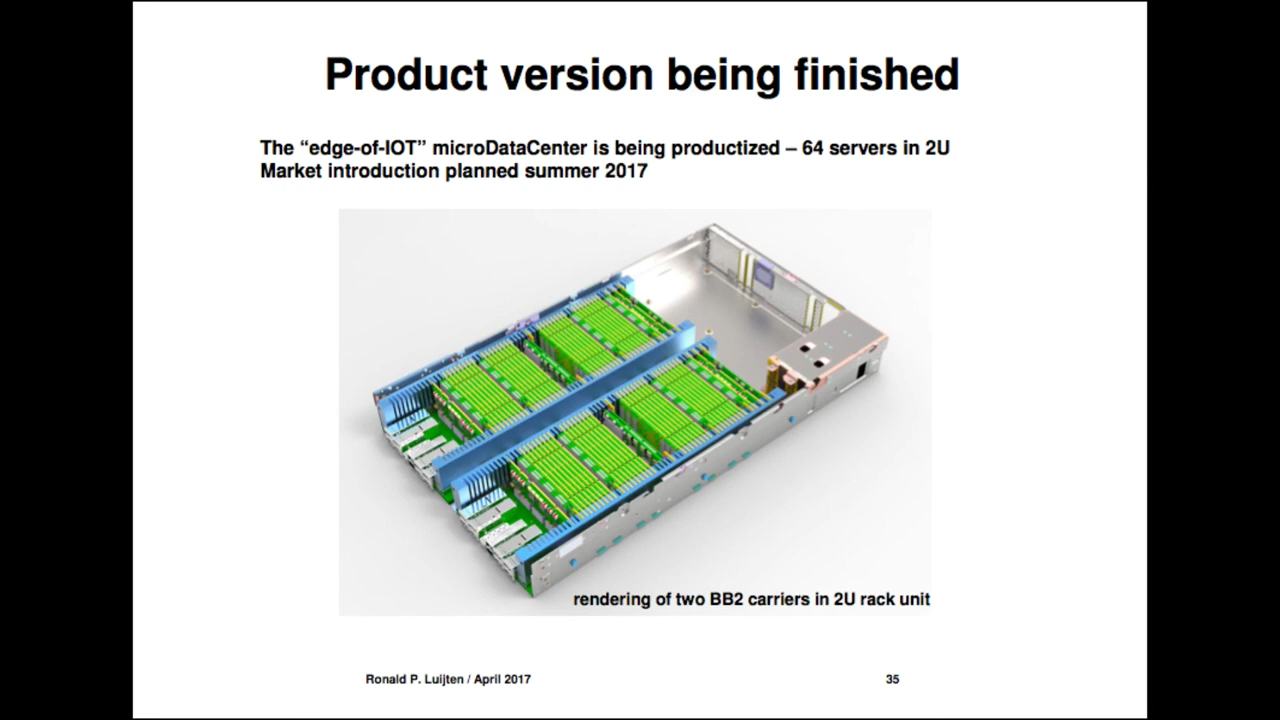 Product version being finished
The “edge-of-IOT” microDataCenter is being productized – 64 servers in 2U
Market introduction planned summer 2017
rendering of two BB2 carriers in 2U rack unit
Ronald P. Luijten / April 2017
35